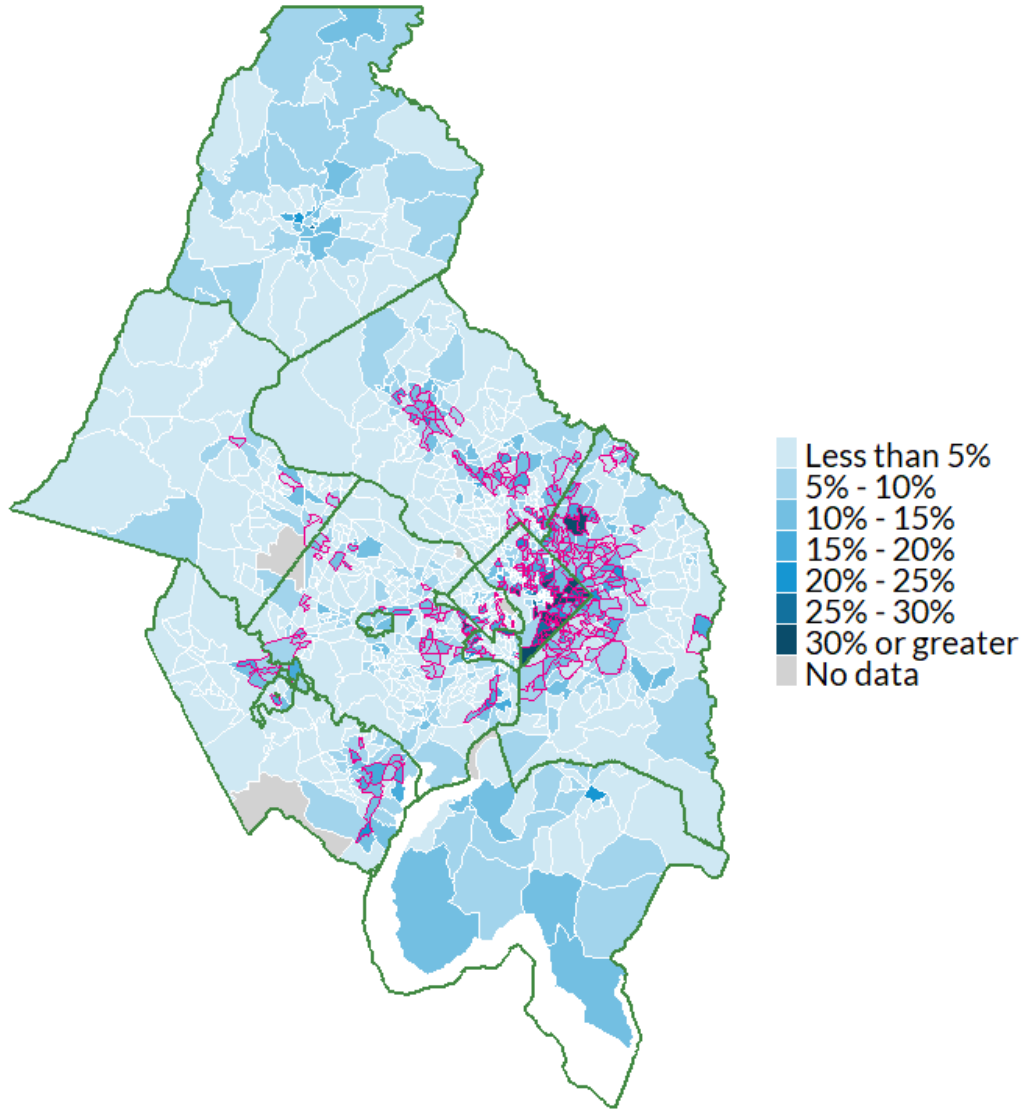 Less than 5%
5% - 10%
10% - 15%
15% - 20%
20% - 25%
25% - 30%
30% or greater
No data